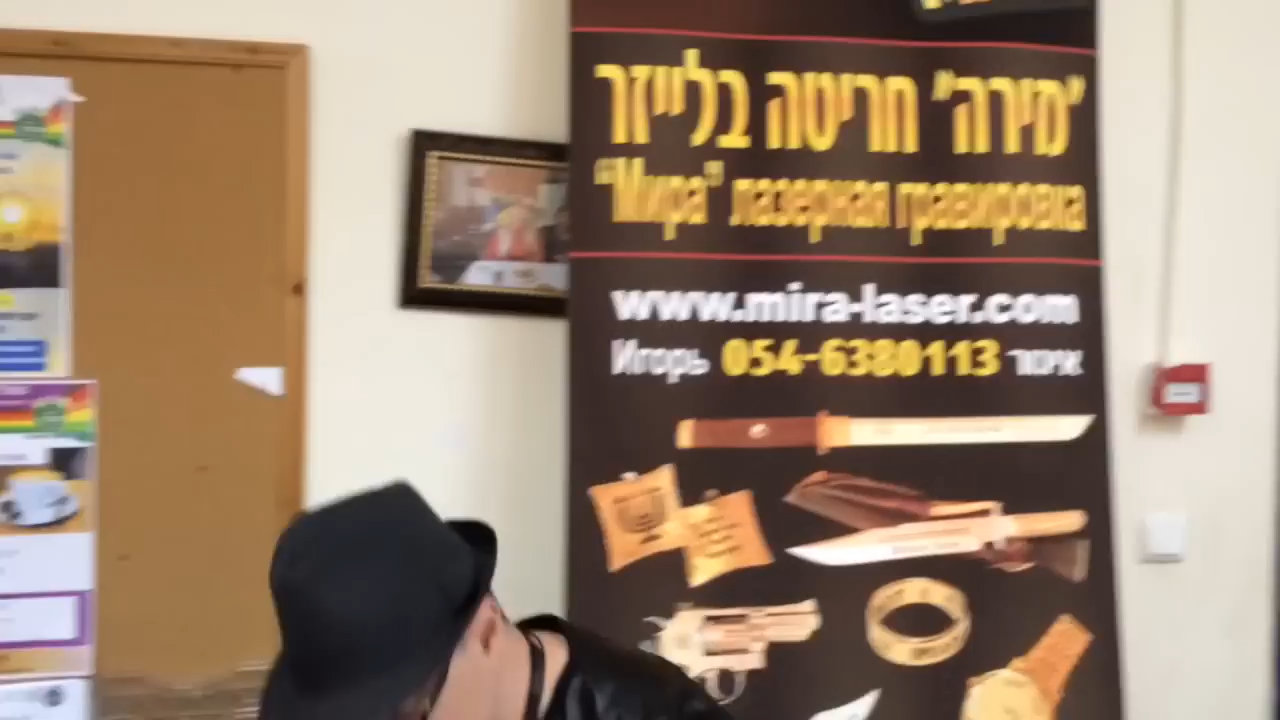 "מירה" חריטה בלייזר
"Мира" лазерная гравировка
www.mira-laser.com
Игорь 054-6380113 איגור